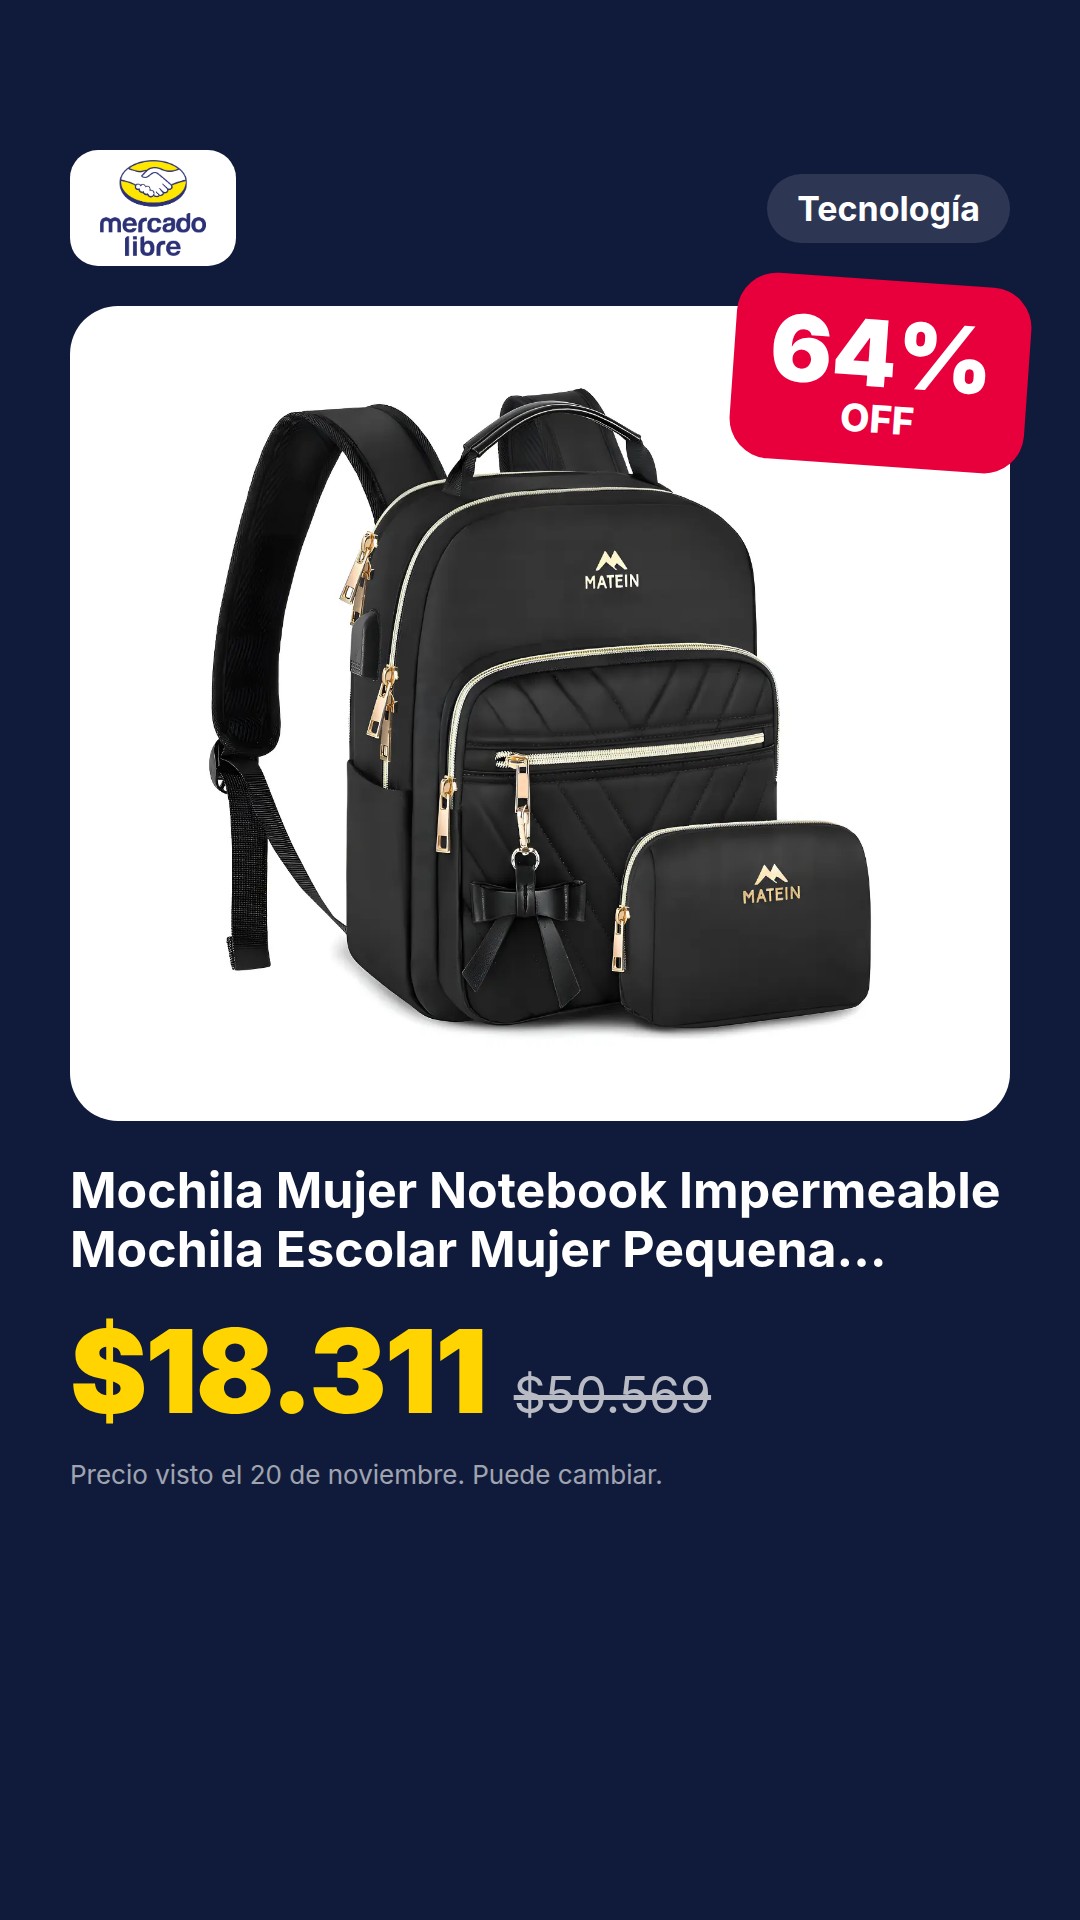 mercado
libre
Tecnología
64%
OFF
MATEIN
MATEIN
Mochila Mujer Notebook Impermeable
Mochila Escolar Mujer Pequena...
$18.311 $50.569
Precio visto el 20 de noviembre. Puede cambiar.